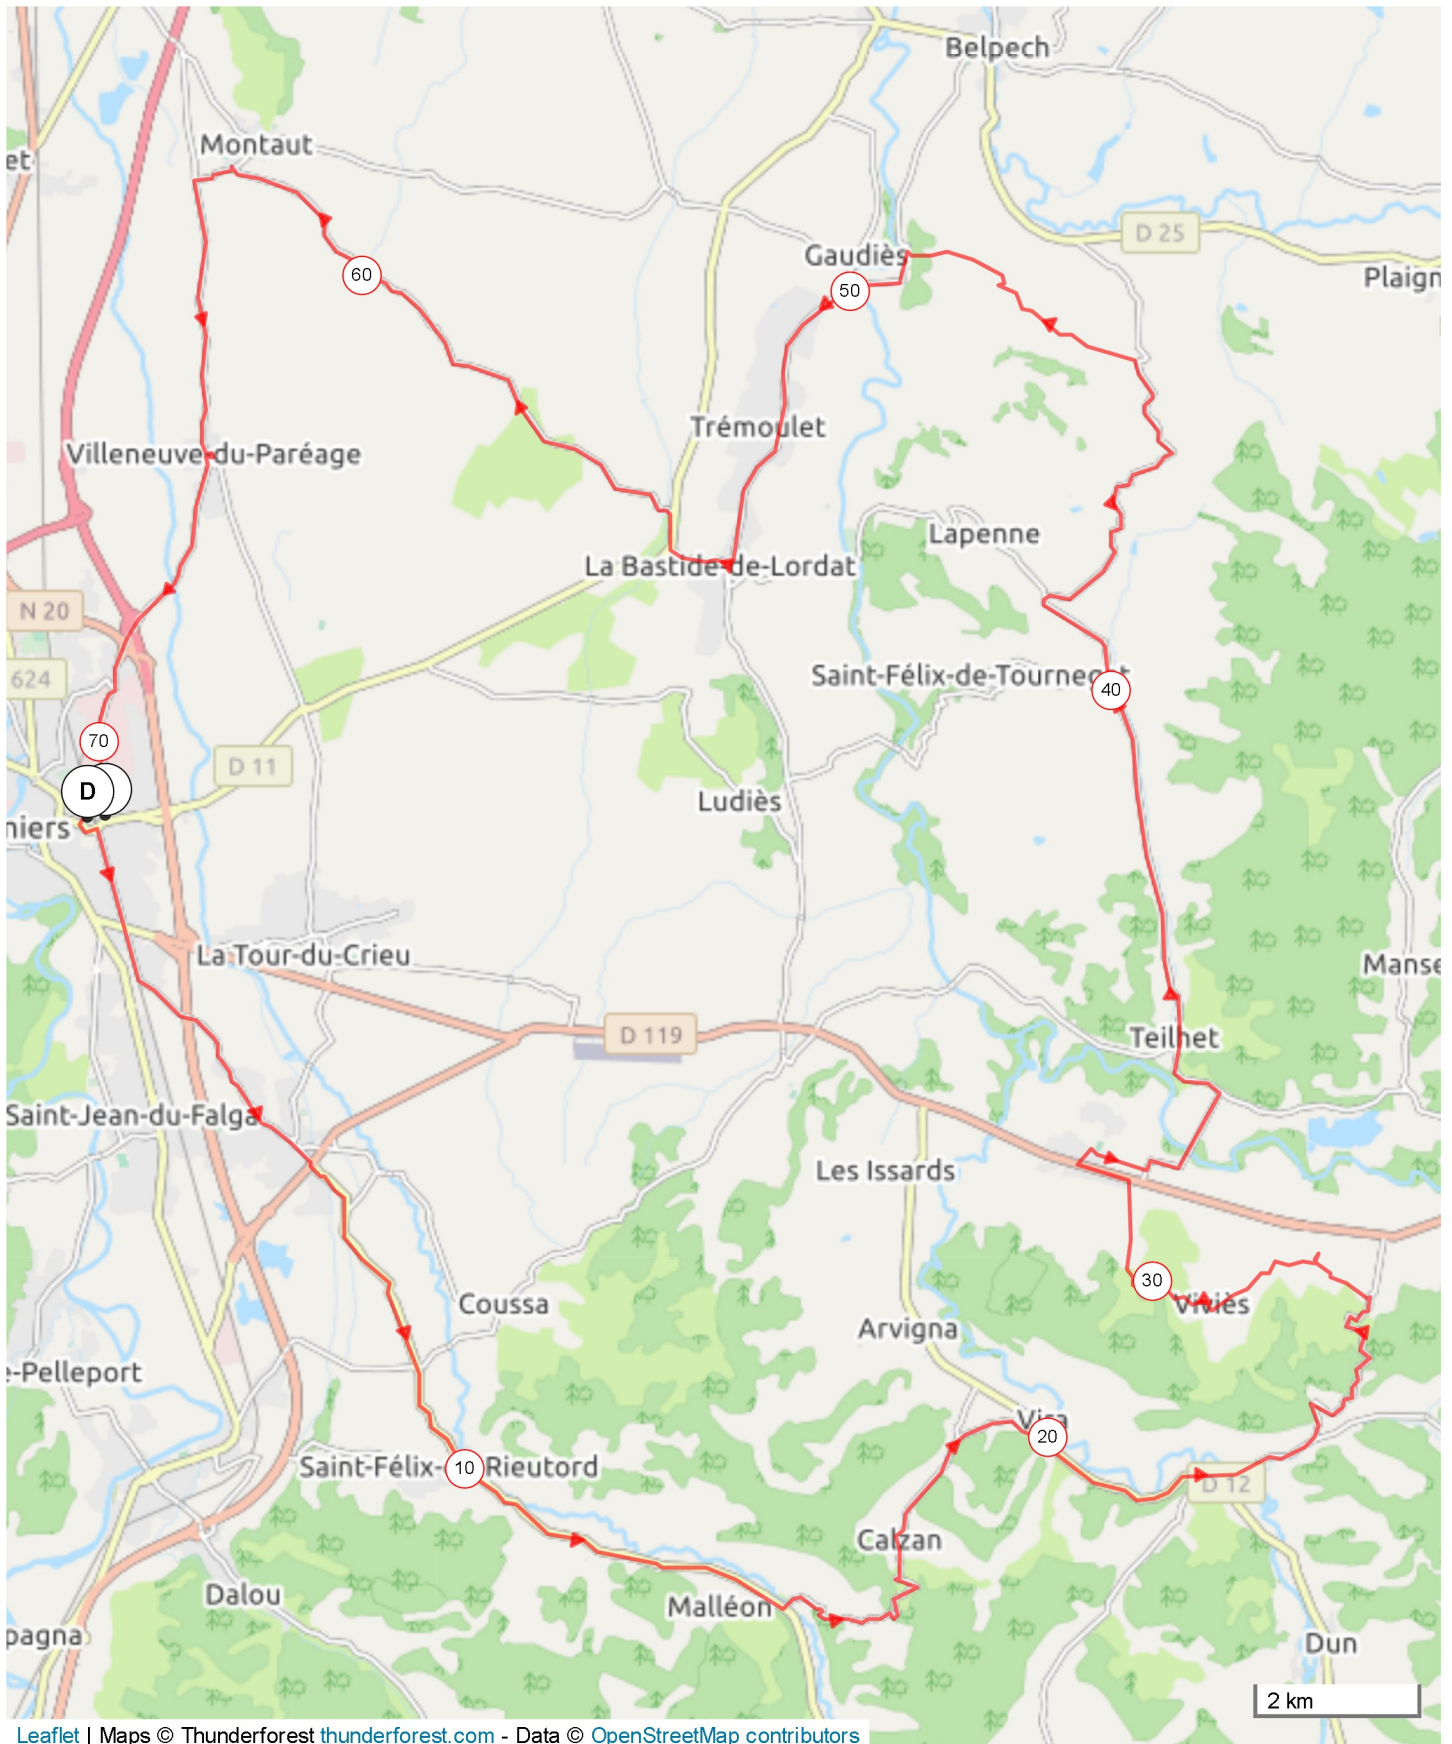 Belpech
Montaut
et
D 25
Gaudiès
Plaign
60
50
Trémoulet
Villeneuve-du-Paréage
Lapenne
La Bastide-de-Lordat
N 20
624
Saint-Félix-de-Tournegat
40
70
D 11
D
Ludiès
niers
La Tour-du-Crieu
Manse
D 119
Teilhet
Saint-Jean-du-Falga
Les Issards
30
Viviès
Coussa
Arvigna
e-Pelleport
Vira
20
Saint-Félix-
10
Rieutord
D 12
Calzan
Dalou
Malléon
pagna
Dun
2 km
Leaflet | Maps © Thunderforest thunderforest.com - Data © OpenStreetMap contributors